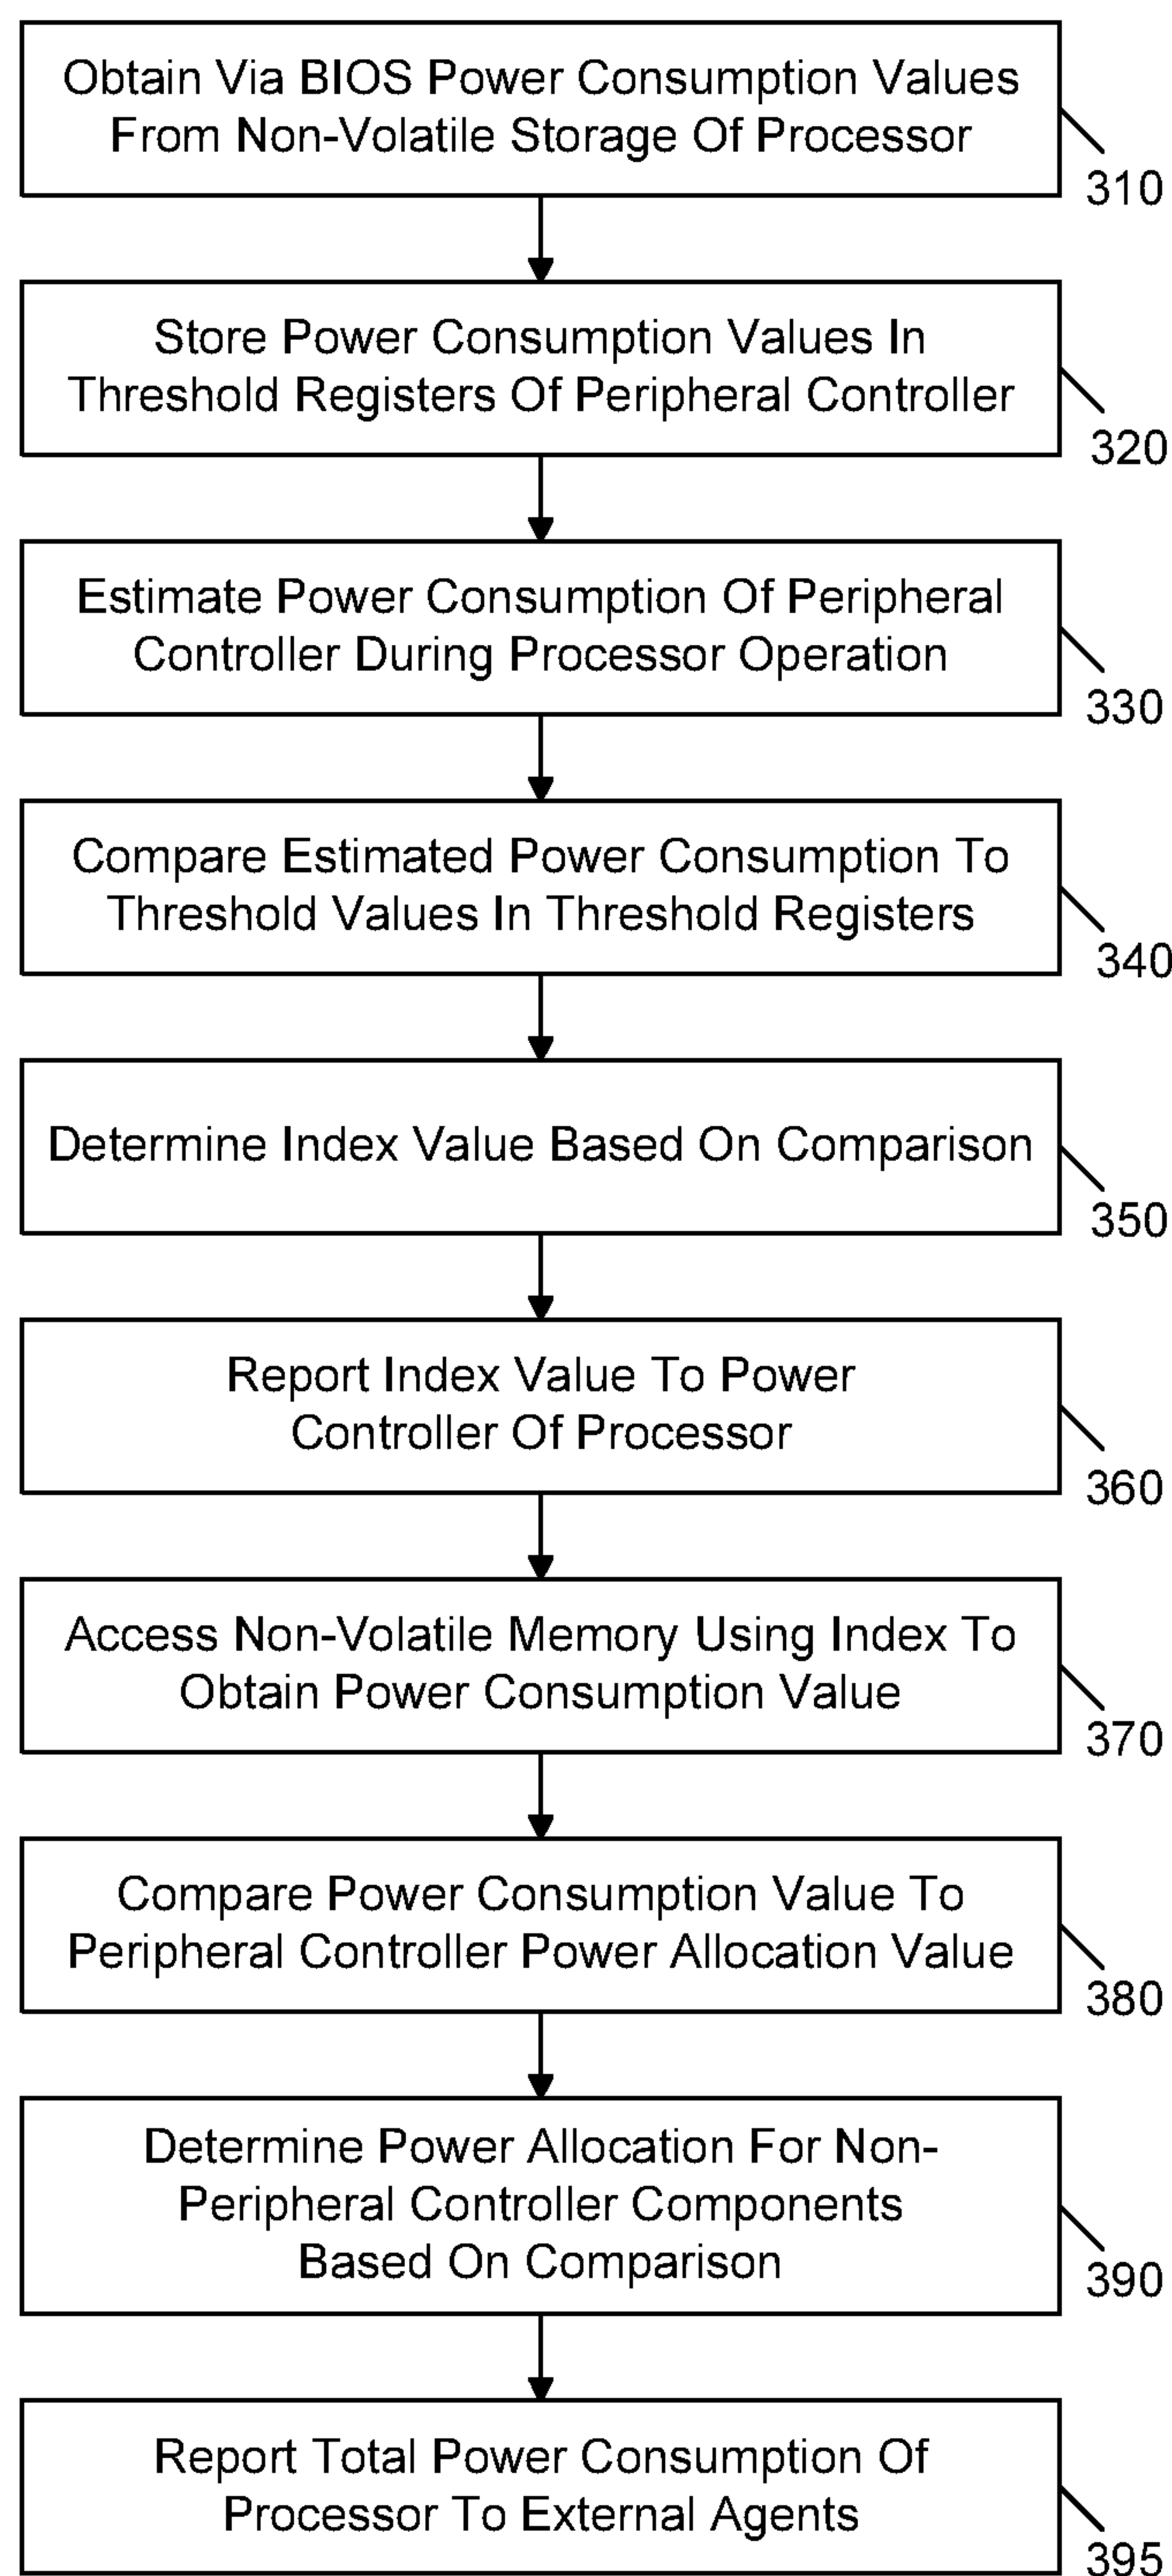 Obtain Via BIOS Power Consumption Values
From Non-Volatile Storage Of Processor
310
Store Power Consumption Values In
Threshold Registers Of Peripheral Controller
320
Estimate Power Consumption Of Peripheral
Controller During Processor Operation
330
Compare Estimated Power Consumption To
Threshold Values In Threshold Registers
340
Determine Index Value Based On Comparison
350
Report Index Value To Power
Controller Of Processor
360
Access Non-Volatile Memory Using Index To
Obtain Power Consumption Value
370
Compare Power Consumption Value To
Peripheral Controller Power Allocation Value
380
Determine Power Allocation For Non-
Peripheral Controller Components
Based On Comparison
390
Report Total Power Consumption Of
Processor To External Agents
395